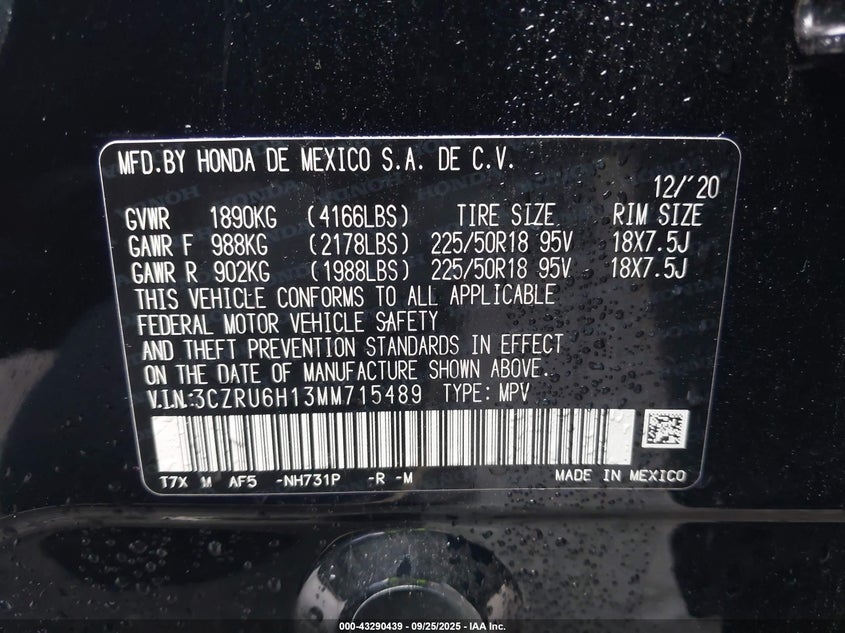 MFD.BY HONDA DE MEXICO S.A. DE C.V.
12/'20
GVWR 1890KG (4166LBS) TIRE SIZE RIM SIZE
GAWR F 988KG (2178LBS) 225/50R18 95V 18X7.5J
GAWR R 902KG (1988LBS) 225/50R18 95V 18X7.5J
THIS VEHICLE CONFORMS TO ALL APPLICABLE
FEDERAL MOTOR VEHICLE SAFETY
AND THEFT PREVENTION STANDARDS IN EFFECT
ON THE DATE OF MANUFACTURE SHOWN ABOVE.
V.I.N:3CZRU6H13MM715489 TYPE: MPV
T7X M AF5 -NH731P -R -M MADE IN MEXICO
000-43290439 - 09/25/2025 - IAA Inc.